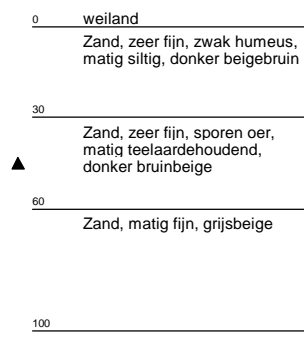 0 weiland
Zand, zeer fijn, zwak humeus,
matig siltig, donker beigebruin
30
Zand, zeer fijn, sporen oer,
matig teelaardehoudend,
donker bruinbeige
60
Zand, matig fijn, grijsbeige
100